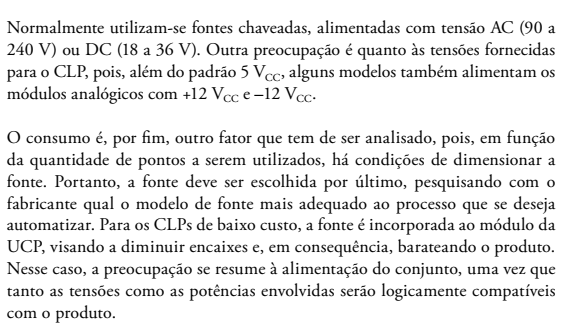 Normalmente utilizam-se fontes chaveadas, alimentadas com tensão AC (90 a
240 V) ou DC (18 a 36 V). Outra preocupação é quanto às tensões fornecidas
para o CLP, pois, além do padrão 5 VCC, alguns modelos também alimentam os
módulos analógicos com +12 VCC e –12 VCC.
O consumo é, por fim, outro fator que tem de ser analisado, pois, em função
da quantidade de pontos a serem utilizados, há condições de dimensionar a
fonte. Portanto, a fonte deve ser escolhida por último, pesquisando com o
fabricante qual o modelo de fonte mais adequado ao processo que se deseja
automatizar. Para os CLPs de baixo custo, a fonte é incorporada ao módulo da
UCP, visando a diminuir encaixes e, em consequência, barateando o produto.
Nesse caso, a preocupação se resume à alimentação do conjunto, uma vez que
tanto as tensões como as potências envolvidas serão logicamente compatíveis
com o produto.